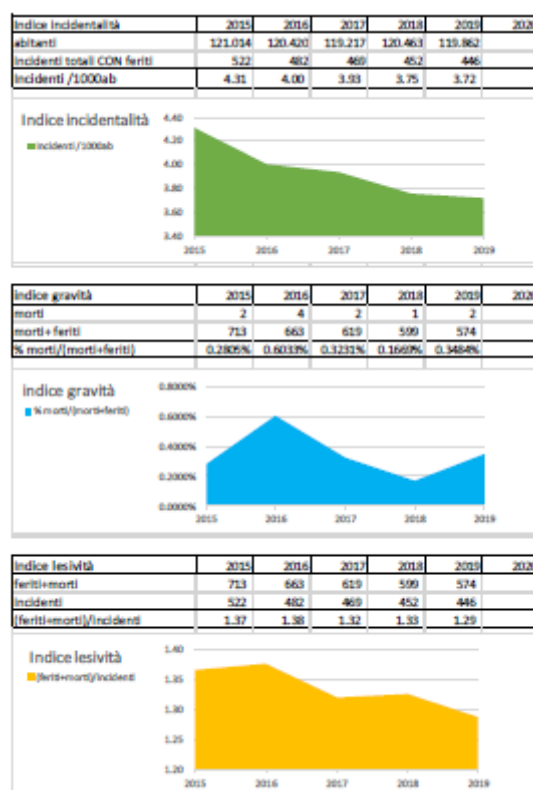 Indice incidentalità 2015 2016 2017 2018 2019 2020
abitanti 121.014 120.420 119.217 120.463 119.862
Incidenti totali CON feriti 522 482 469 452 446
Incidenti /1000ab 4.31 4.00 3.93 3.75 3.72
Indice incidentalità
incidenti/1000ab
4.40
4.20
4.00
3.80
3.60
3.40
2015 2016 2017 2018 2019
indice gravità 2015 2016 2017 2018 2019 2020
morti 2 4 2 1 2
morti+feriti 713 663 619 599 574
% morti/(morti+feriti) 0.2805% 0.6033% 0.3231% 0.1669% 0.3484%
indice gravità
% morti/(morti+feriti)
0.8000%
0.6000%
0.4000%
0.2000%
0.0000%
2015 2016 2017 2018 2019
Indice lesività 2015 2016 2017 2018 2019 2020
feriti+morti 713 663 619 599 574
Incidenti 522 482 469 452 446
(feriti+morti)/incidenti 1.37 1.38 1.32 1.33 1.29
Indice lesività
(feriti+morti)/incidenti
1.40
1.35
1.30
1.25
1.20
2015 2016 2017 2018 2019